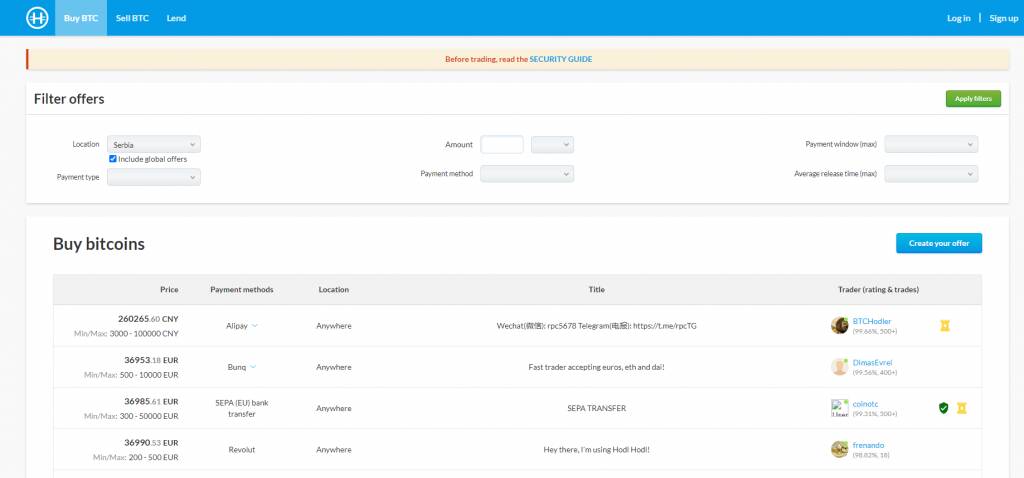 Buy BTC Sell BTC Lend Log in | Sign up
Before trading, read the SECURITY GUIDE
Filter offers Apply filters
Location Serbia Amount Payment window (max)
Include global offers
Payment type Payment method Average release time (max)
Buy bitcoins Create your offer
Price Payment methods Location Title Trader (rating & trades)
260265.60 CNY
Min/Max: 3000 - 100000 CNY
Alipay
Anywhere
Wechat(微信): rpc5678 Telegram(电报): https://t.me/rpcTG
BTCHodler
(99.66%, 500+)
36953.18 EUR
Min/Max: 500 - 10000 EUR
Bunq
Anywhere
Fast trader accepting euros, eth and dai!
DimasEvrei
(99.56%, 400+)
36985.61 EUR
Min/Max: 300 - 50000 EUR
SEPA (EU) bank
transfer
Anywhere
SEPA TRANSFER
coinotc
(99.31%, 500+)
36990.53 EUR
Min/Max: 200 - 500 EUR
Revolut
Anywhere
Hey there, I'm using Hodl Hodl!
frenando
(98.82%, 18)